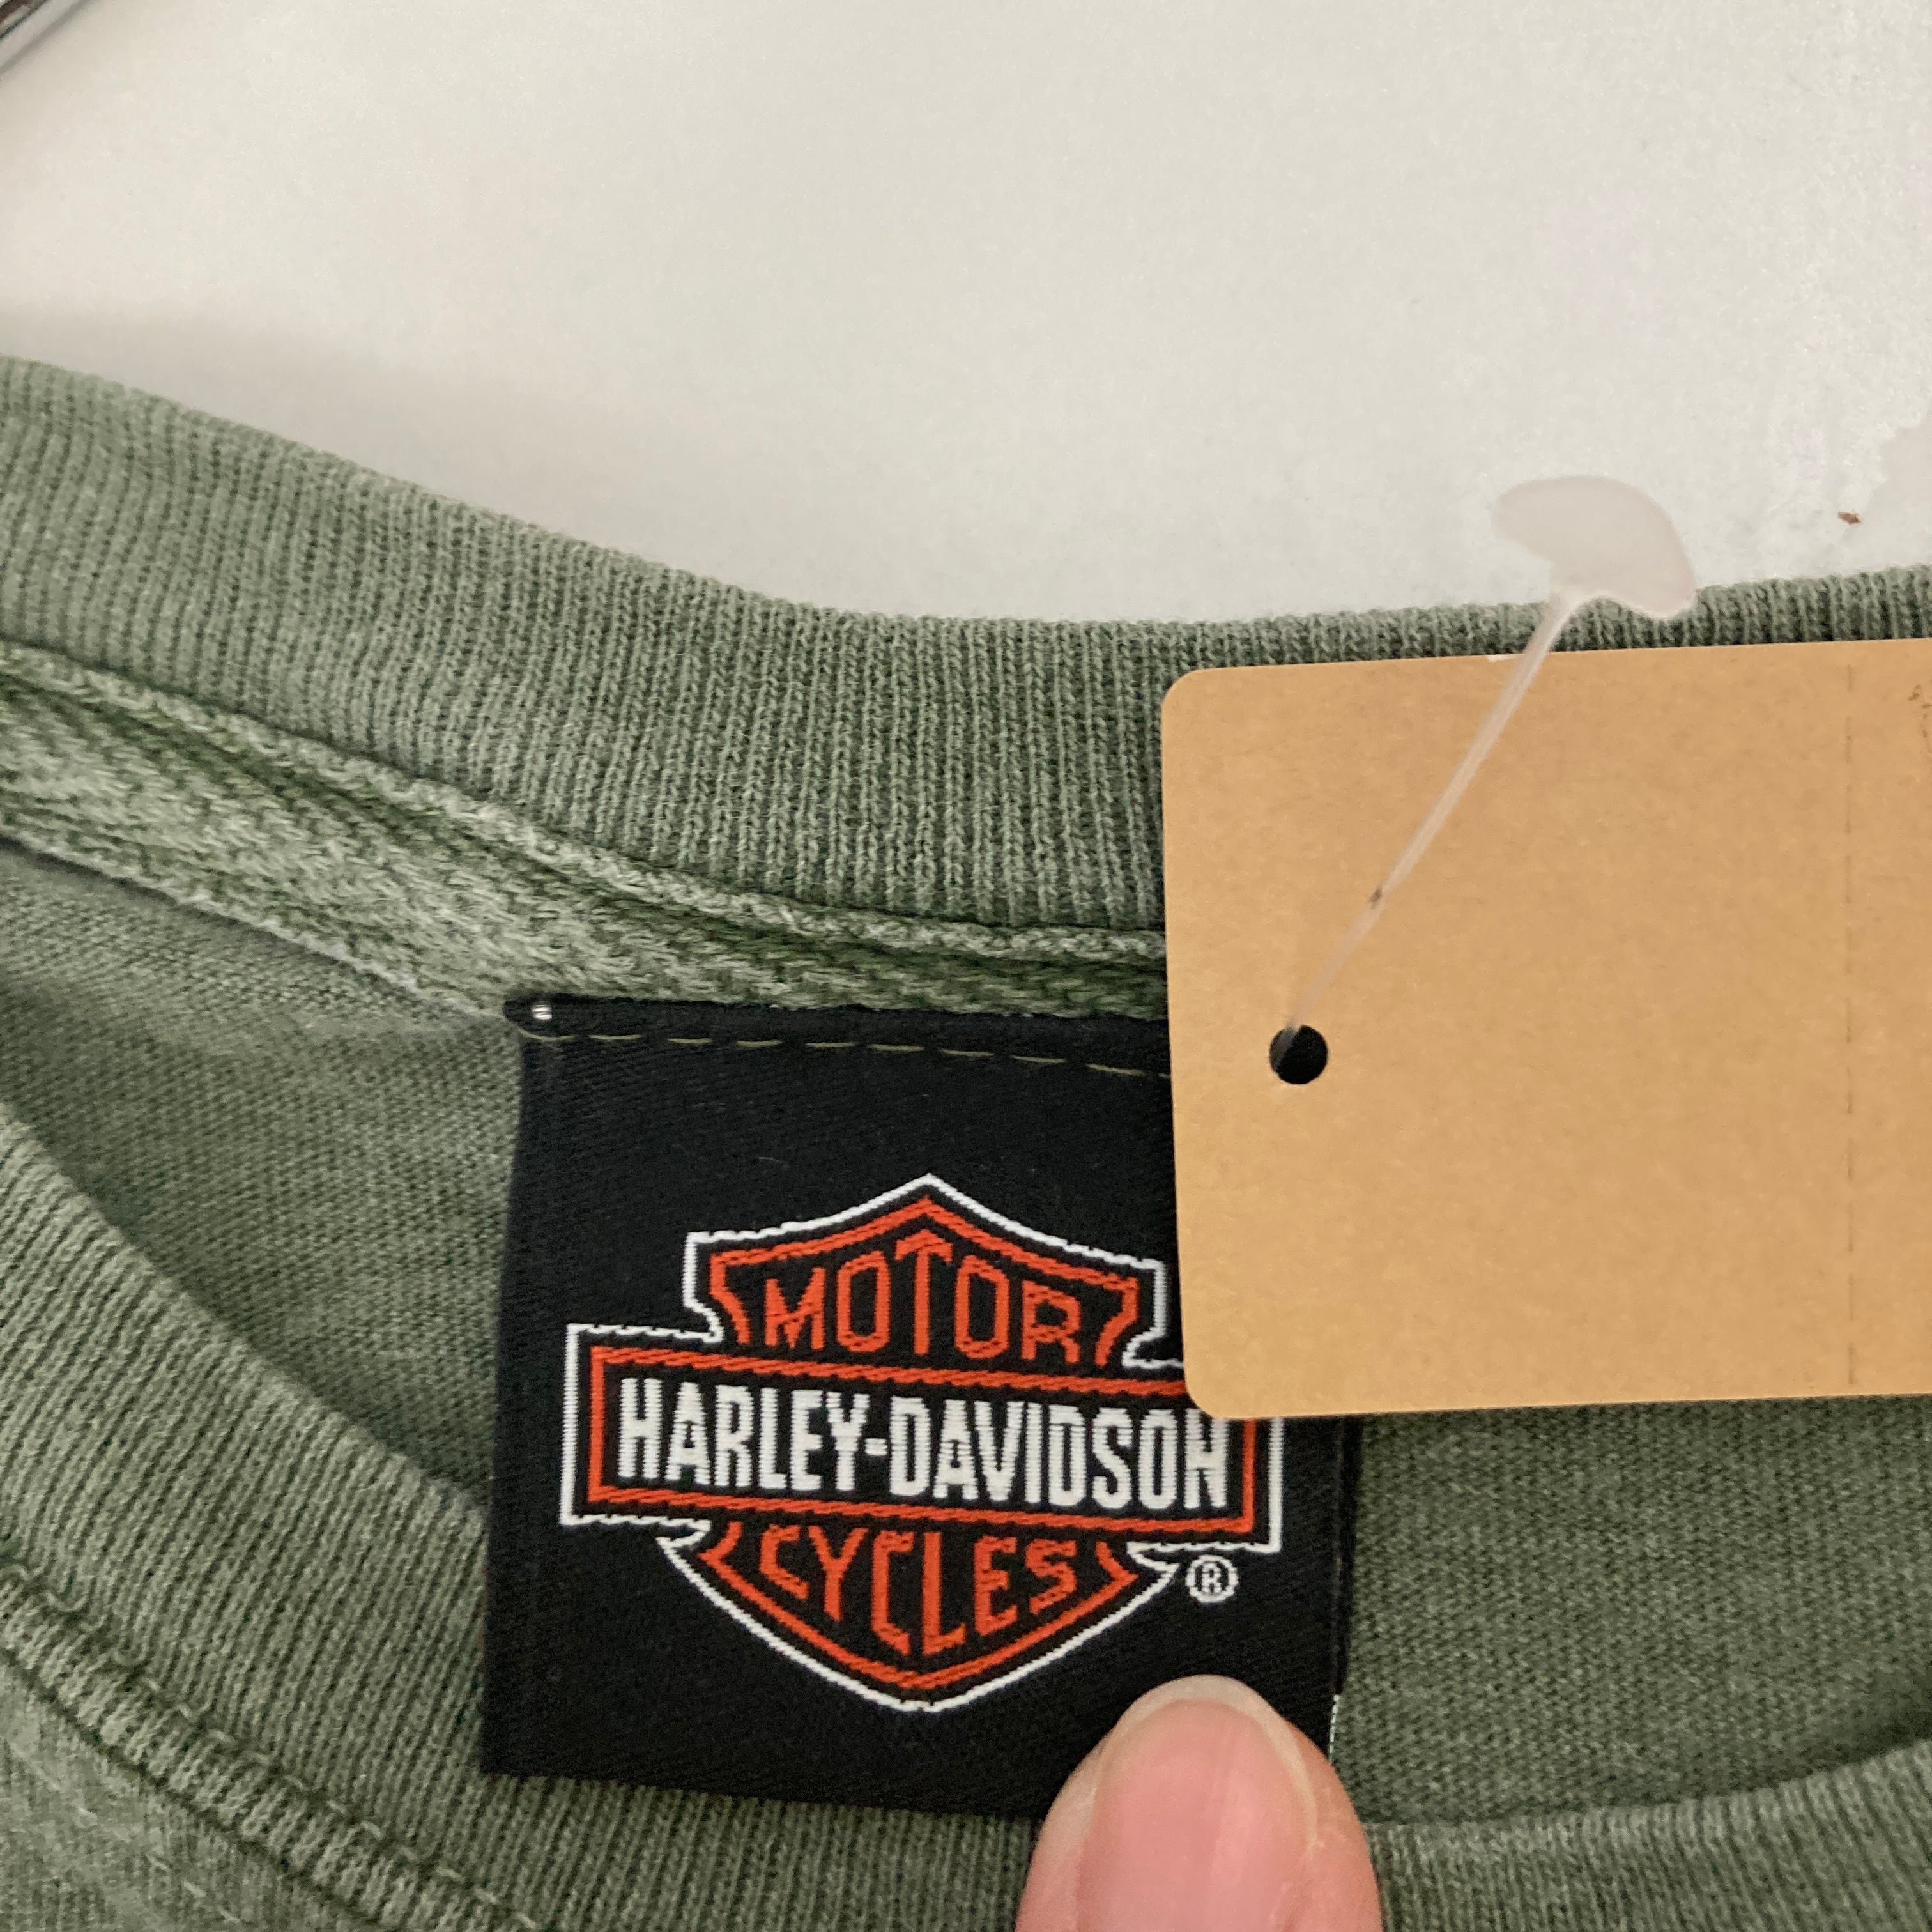 MOTOR
HARLEY-DAVIDSON
CYCLES
®